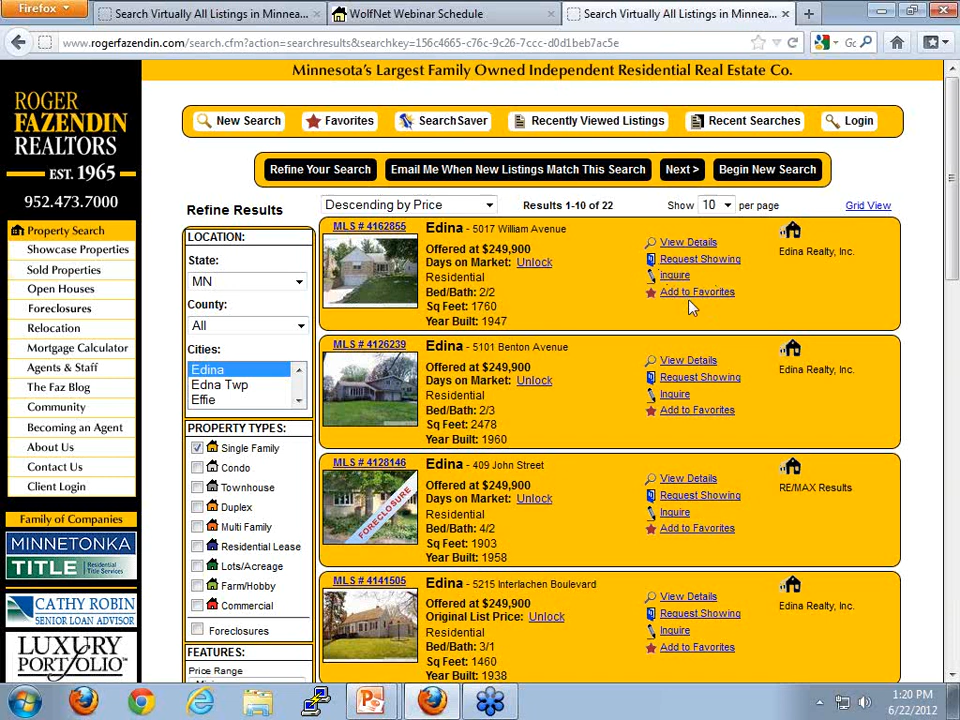 Firefox
Search Virtually All Listings in Minnea...
WolfNet Webinar Schedule
Search Virtually All Listings in Minnea...
www.rogerfazendin.com/search.cfm?action=searchresults&searchkey=156c4665-c76c-9c26-7ccc-d0d1beb7ac5e
Minnesota's Largest Family Owned Independent Residential Real Estate Co.
ROGER
FAZENDIN
REALTORS
EST. 1965
952.473.7000
Property Search
Showcase Properties
Sold Properties
Open Houses
Foreclosures
Relocation
Mortgage Calculator
Agents & Staff
The Faz Blog
Community
Becoming an Agent
About Us
Contact Us
Client Login
Family of Companies
MINNETONKA
TITLE
Residential
Title Services
CATHY ROBIN
SENIOR LOAN ADVISOR
LUXURY
PORTFOLIO
New Search
Favorites
SearchSaver
Recently Viewed Listings
Recent Searches
Login
Refine Your Search
Email Me When New Listings Match This Search
Next >
Begin New Search
Refine Results
Descending by Price
Results 1-10 of 22
Show 10 per page
Grid View
LOCATION:
State:
MN
County:
All
Cities:
Edina
Edna Twp
Effie
PROPERTY TYPES:
Single Family
Condo
Townhouse
Duplex
Multi Family
Residential Lease
Lots/Acreage
Farm/Hobby
Commercial
Foreclosures
FEATURES:
Price Range
MLS # 4162855
Edina - 5017 William Avenue
Offered at $249,900
Days on Market: Unlock
Residential
Bed/Bath: 2/2
Sq Feet: 1760
Year Built: 1947
View Details
Request Showing
Inquire
Add to Favorites
Edina Realty, Inc.
MLS # 4126239
Edina - 5101 Benton Avenue
Offered at $249,900
Days on Market: Unlock
Residential
Bed/Bath: 2/3
Sq Feet: 2478
Year Built: 1960
View Details
Request Showing
Inquire
Add to Favorites
Edina Realty, Inc.
MLS # 4128146
FORECLOSURE
Edina - 409 John Street
Offered at $249,900
Days on Market: Unlock
Residential
Bed/Bath: 4/2
Sq Feet: 1903
Year Built: 1958
View Details
Request Showing
Inquire
Add to Favorites
RE/MAX Results
MLS # 4141505
Edina - 5215 Interlachen Boulevard
Offered at $249,900
Original List Price: Unlock
Residential
Bed/Bath: 3/1
Sq Feet: 1460
Year Built: 1938
View Details
Request Showing
Inquire
Add to Favorites
Edina Realty, Inc.
1:20 PM
6/22/2012